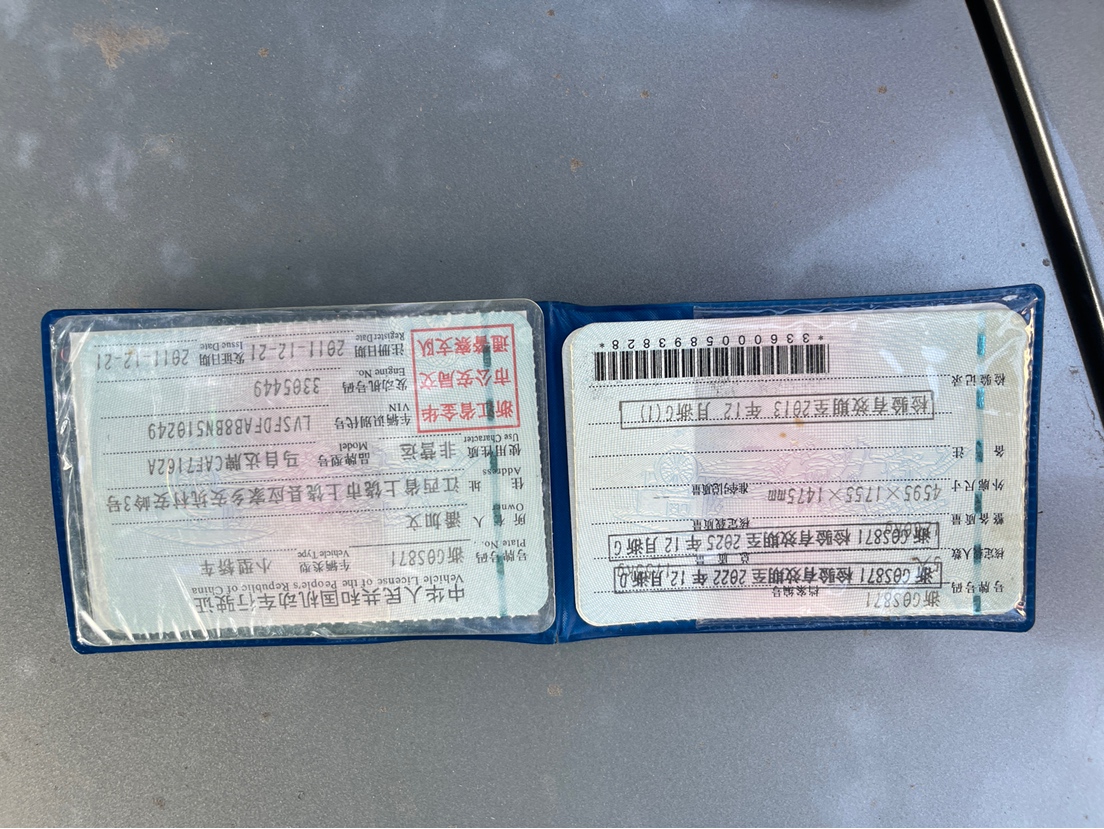 中华人民共和国机动车行驶证
Vehicle License of the People's Republic of China
号牌号码 浙G0S871 车辆类型 小型轿车
Plate No. Vehicle Type
所有人 潘加文
Owner
住址 江西省上饶市上饶县应家乡安坑村安岭3号
Address
使用性质 非营运 品牌型号 马自达牌CAF7162A
Use Character Model
浙江省金华
市公安局交
通警察支队
车辆识别代号 LVSFDFAB8BN510249
VIN
发动机号码 3305449
Engine No.
注册日期 2011-12-21 发证日期 2011-12-21
Register Date Issue Date
号牌号码 浙G0S871 档案编号
浙G0S871 检验有效期至2022年12月浙D
核定载人数 总质量
浙G0S871 检验有效期至2025年12月浙G
整备质量 核定载质量
外廓尺寸 4595×1755×1475mm 准牵引总质量 --
备注
检验有效期至2013年12月浙G(1)
检验记录
*3360005893828*